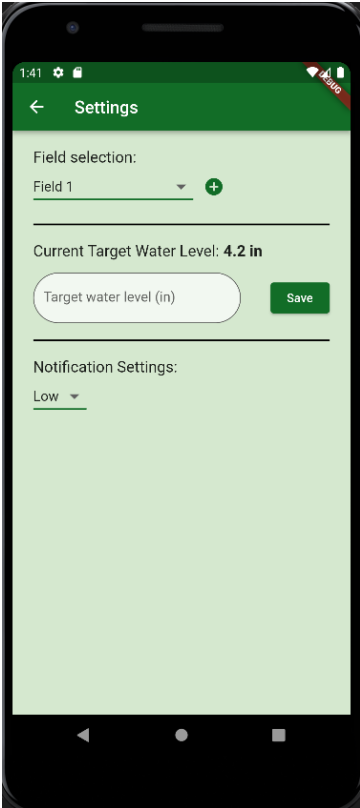 1:41
DEBUG
Settings
Field selection:
Field 1
Current Target Water Level: 4.2 in
Target water level (in)
Save
Notification Settings:
Low